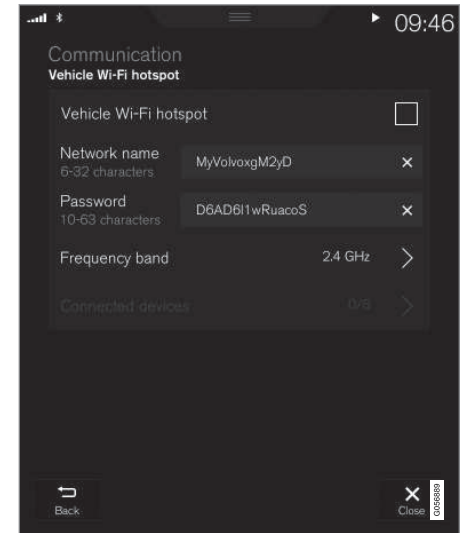 09:46
Communication
Vehicle Wi-Fi hotspot
Vehicle Wi-Fi hotspot
Network name
6-32 characters
MyVolvoxgM2yD
Password
10-63 characters
D6AD6l1wRuacoS
Frequency band 2.4 GHz
Connected devices 0/8
Back
Close
G056889